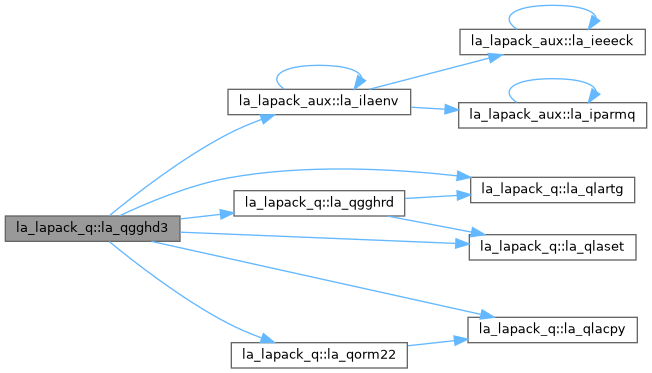 la_lapack_aux::la_ieeeck
la_lapack_aux::la_ilaenv
la_lapack_aux::la_iparmq
la_lapack_q::la_qlartg
la_lapack_q::la_qgghrd
la_lapack_q::la_qgghd3
la_lapack_q::la_qlaset
la_lapack_q::la_qlacpy
la_lapack_q::la_qorm22